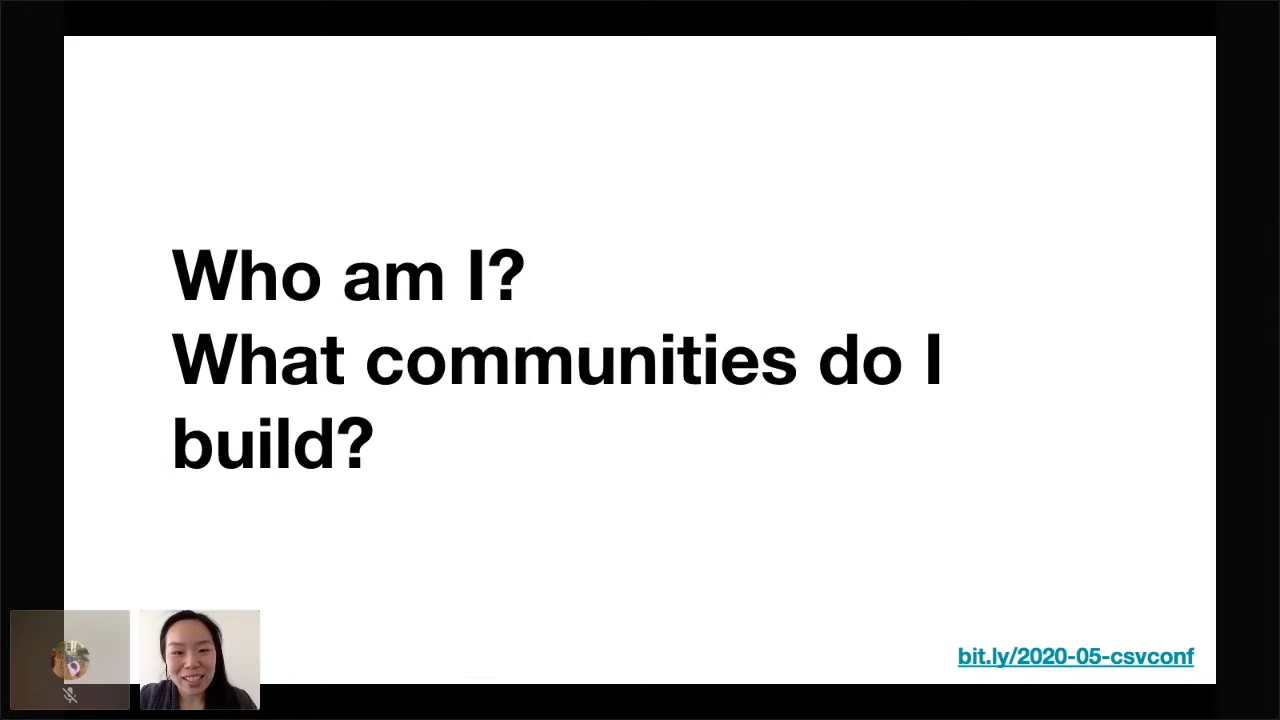 Who am I?
What communities do I
build?
bit.ly/2020-05-csvconf